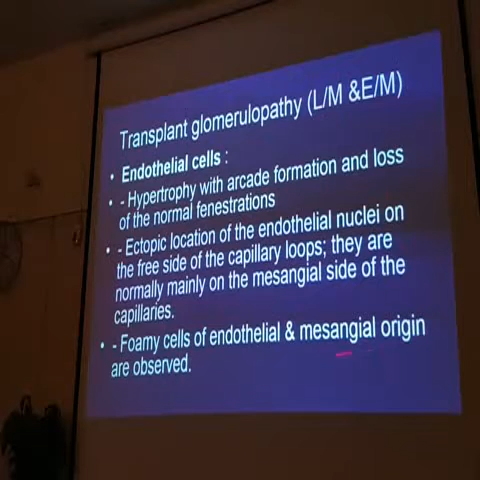 Transplant glomerulopathy (L/M &E/M)
• Endothelial cells :
• - Hypertrophy with arcade formation and loss
of the normal fenestrations
• - Ectopic location of the endothelial nuclei on
the free side of the capillary loops; they are
normally mainly on the mesangial side of the
capillaries.
• - Foamy cells of endothelial & mesangial origin
are observed.